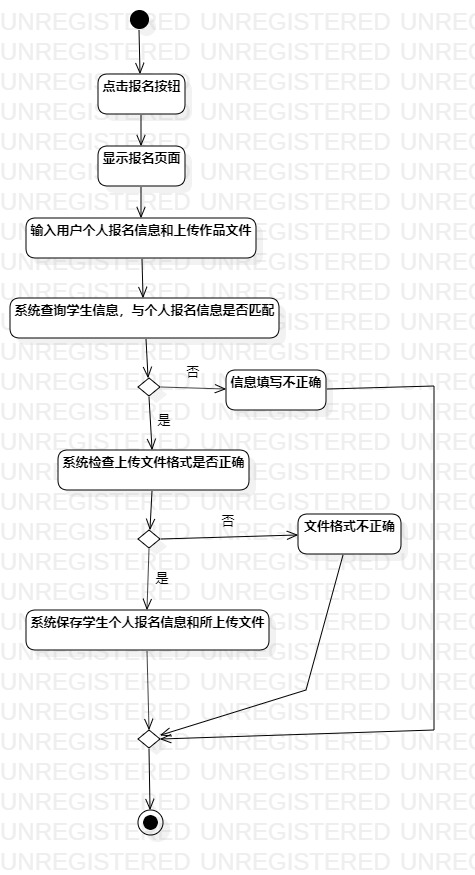 点击报名按钮
显示报名页面
输入用户个人报名信息和上传作品文件
系统查询学生信息，与个人报名信息是否匹配
否
信息填写不正确
是
系统检查上传文件格式是否正确
否
文件格式不正确
是
系统保存学生个人报名信息和所上传文件
UNREGISTERED